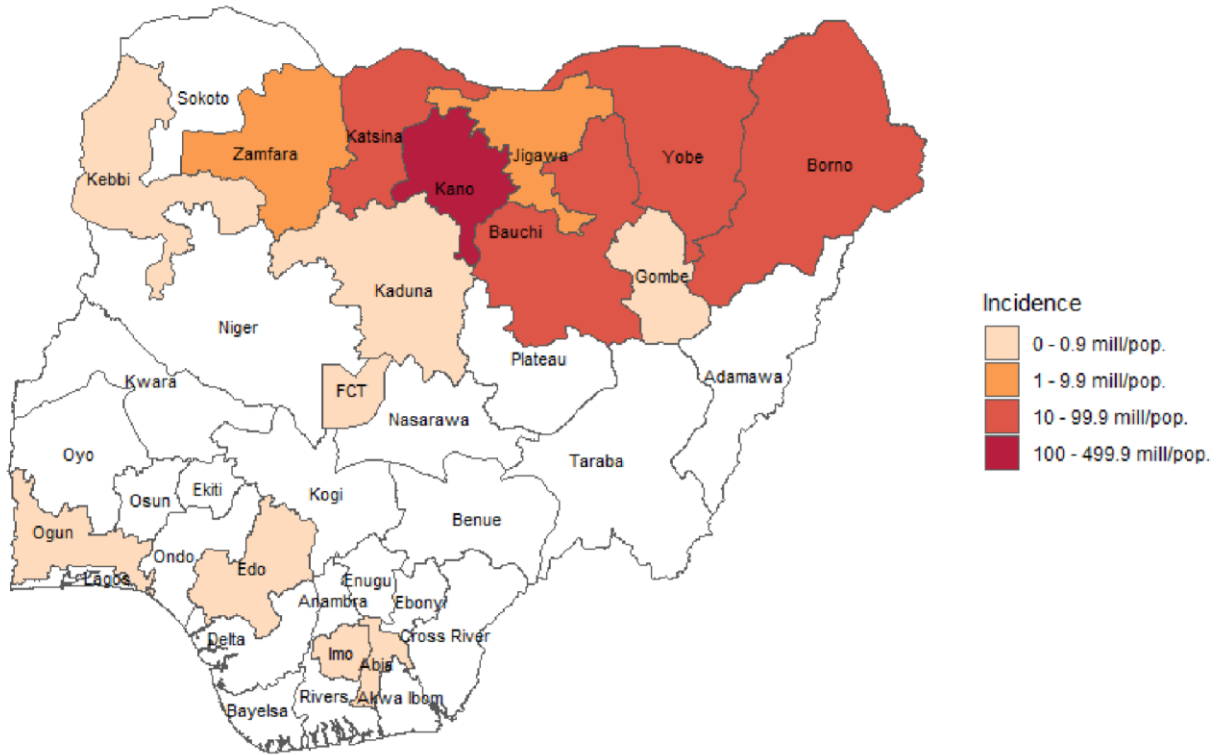 Sokoto
Katsina
Zamfara
Jigawa
Yobe
Borno
Kebbi
Kano
Bauchi
Gombe
Kaduna
Niger
Plateau
Adamawa
Kwara
FCT
Nasarawa
Oyo
Taraba
Osun
Ekiti
Kogi
Benue
Ogun
Ondo
Edo
Lagos
Enugu
Anambra
Ebonyi
Delta
Cross River
Imo
Abia
Rivers
Akwa Ibom
Bayelsa
Incidence
0 - 0.9 mill/pop.
1 - 9.9 mill/pop.
10 - 99.9 mill/pop.
100 - 499.9 mill/pop.